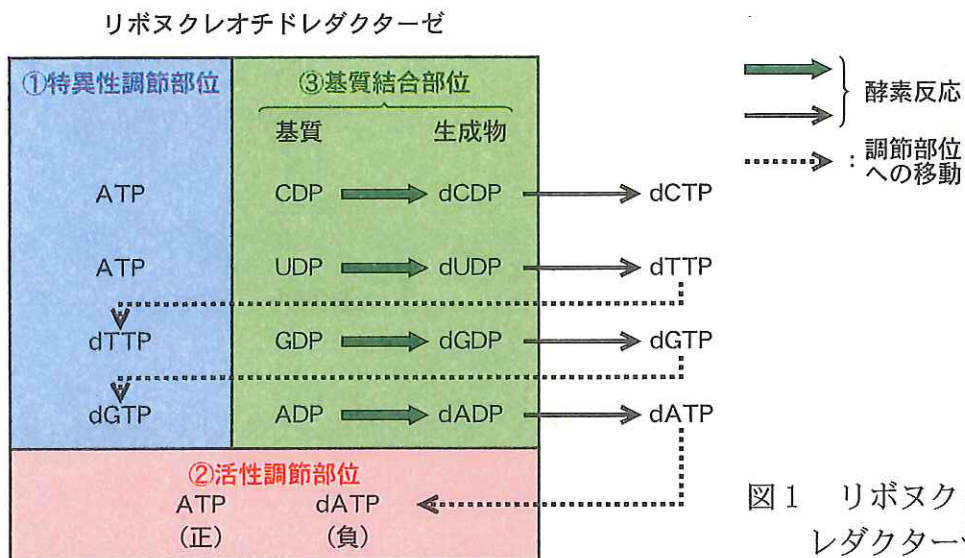 リボヌクレオチドレダクターゼ
①特異性調節部位
③基質結合部位
基質 生成物
ATP CDP dCDP dCTP
ATP UDP dUDP dTTP
dTTP GDP dGDP dGTP
dGTP ADP dADP dATP
②活性調節部位
ATP dATP
(正) (負)
酵素反応
:調節部位
への移動
図1 リボヌク
レダクター